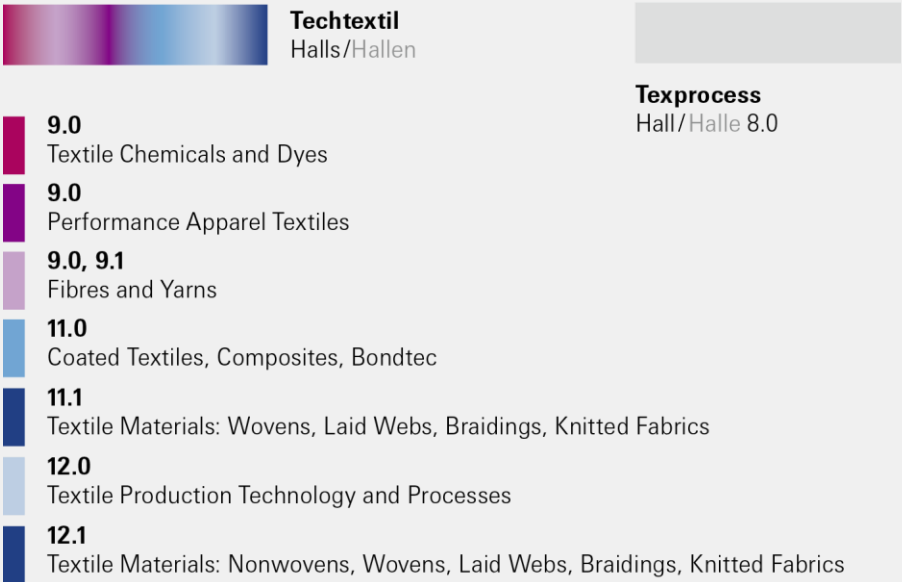 Techtextil
Halls/Hallen
Texprocess
Hall/Halle 8.0
9.0
Textile Chemicals and Dyes
9.0
Performance Apparel Textiles
9.0, 9.1
Fibres and Yarns
11.0
Coated Textiles, Composites, Bondtec
11.1
Textile Materials: Wovens, Laid Webs, Braidings, Knitted Fabrics
12.0
Textile Production Technology and Processes
12.1
Textile Materials: Nonwovens, Wovens, Laid Webs, Braidings, Knitted Fabrics